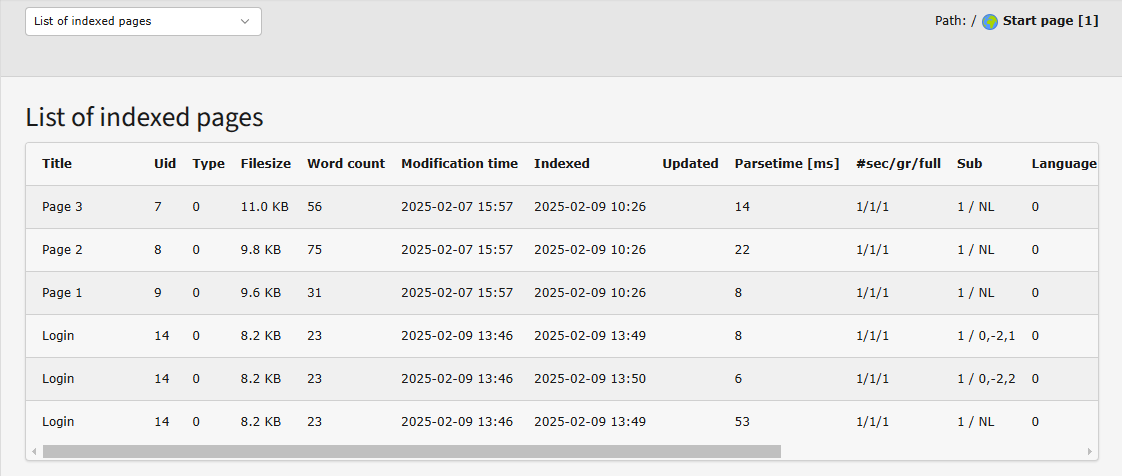 List of indexed pages
Path: / Start page [1]
List of indexed pages
Title Uid Type Filesize Word count Modification time Indexed Updated Parsetime [ms] #sec/gr/full Sub Language
Page 3 7 0 11.0 KB 56 2025-02-07 15:57 2025-02-09 10:26 14 1/1/1 1 / NL 0
Page 2 8 0 9.8 KB 75 2025-02-07 15:57 2025-02-09 10:26 22 1/1/1 1 / NL 0
Page 1 9 0 9.6 KB 31 2025-02-07 15:57 2025-02-09 10:26 8 1/1/1 1 / NL 0
Login 14 0 8.2 KB 23 2025-02-09 13:46 2025-02-09 13:49 8 1/1/1 1 / 0,-2,1 0
Login 14 0 8.2 KB 23 2025-02-09 13:46 2025-02-09 13:50 6 1/1/1 1 / 0,-2,2 0
Login 14 0 8.2 KB 23 2025-02-09 13:46 2025-02-09 13:49 53 1/1/1 1 / NL 0